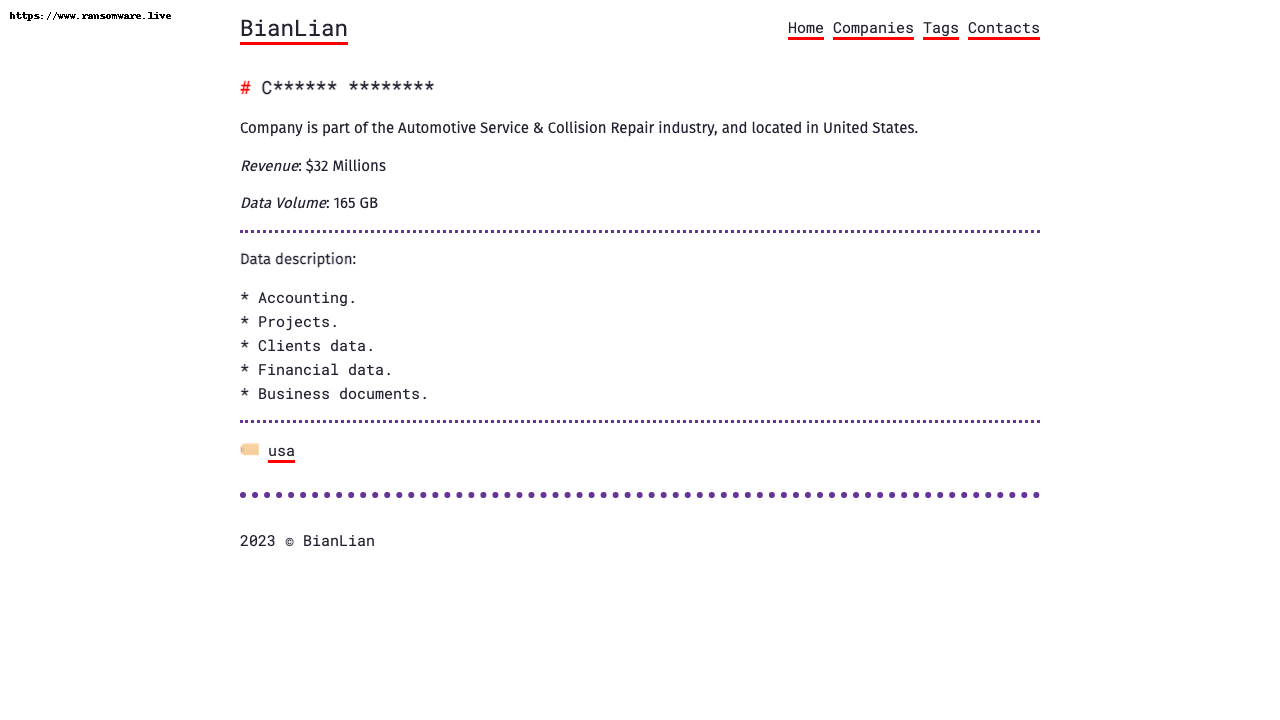 https://www.ransomware.live
BianLian
Home Companies Tags Contacts
# C****** ********
Company is part of the Automotive Service & Collision Repair industry, and located in United States.
Revenue: $32 Millions
Data Volume: 165 GB
Data description:
* Accounting.
* Projects.
* Clients data.
* Financial data.
* Business documents.
usa
2023 © BianLian